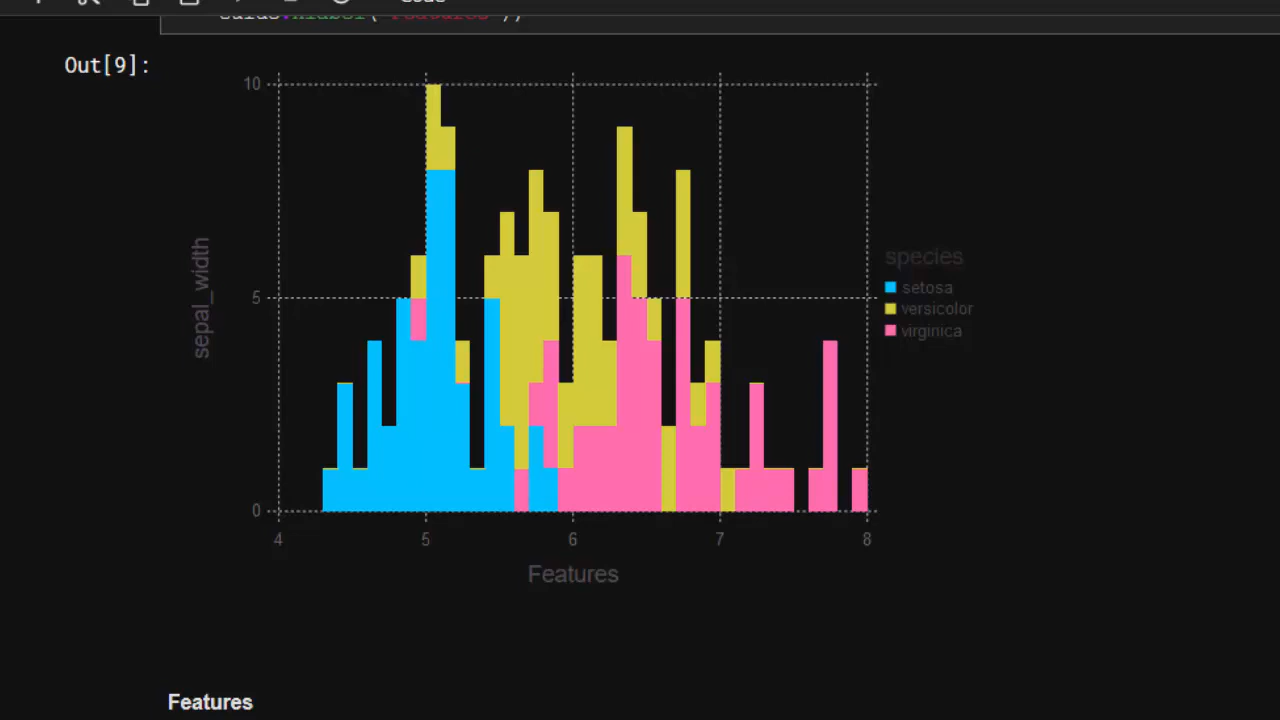 Out[9]:
10
5
0
4 5 6 7 8
sepal_width
Features
species
setosa
versicolor
virginica
Features